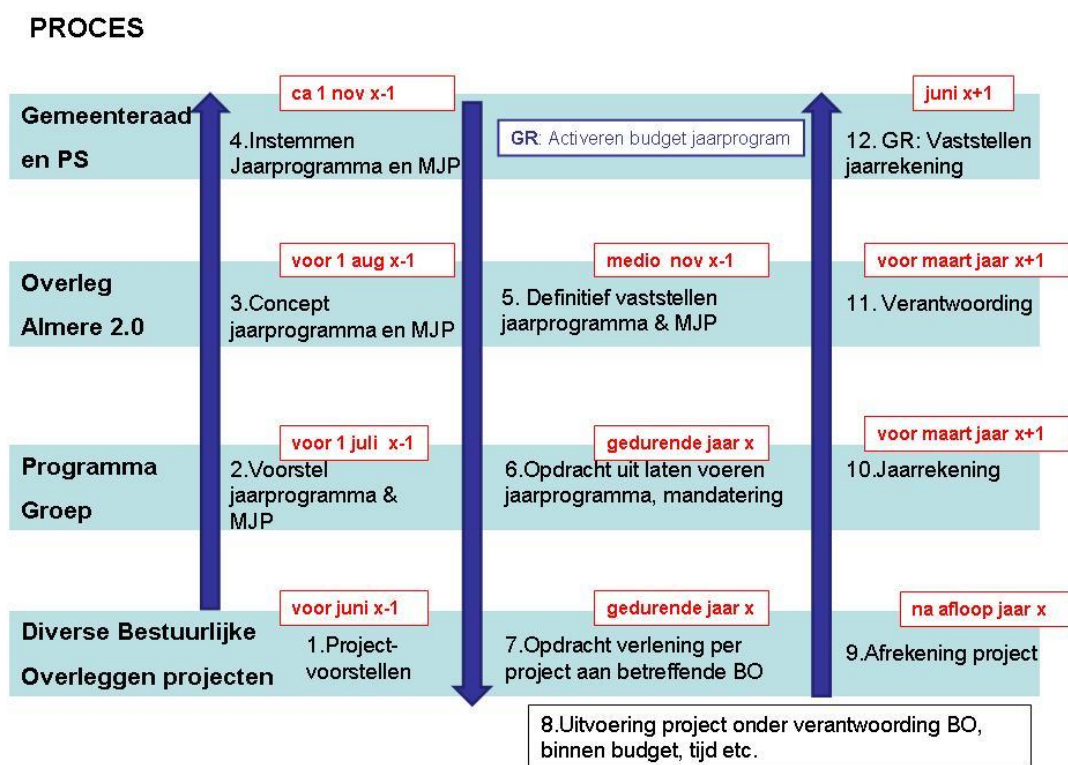 PROCES
ca 1 nov x-1
juni x+1
Gemeenteraad
en PS
4.Instemmen
Jaarprogramma en MJP
GR: Activeren budget jaarprogram
12. GR: Vaststellen
jaarrekening
voor 1 aug x-1
medio nov x-1
voor maart jaar x+1
Overleg
Almere 2.0
3.Concept
jaarprogramma en MJP
5. Definitief vaststellen
jaarprogramma & MJP
11. Verantwoording
voor 1 juli x-1
gedurende jaar x
voor maart jaar x+1
Programma
Groep
2.Voorstel
jaarprogramma &
MJP
6.Opdracht uit laten voeren
jaarprogramma, mandatering
10.Jaarrekening
voor juni x-1
gedurende jaar x
na afloop jaar x
Diverse Bestuurlijke
Overleggen projecten
1.Project-
voorstellen
7.Opdracht verlening per
project aan betreffende BO
9.Afrekening project
8.Uitvoering project onder verantwoording BO,
binnen budget, tijd etc.